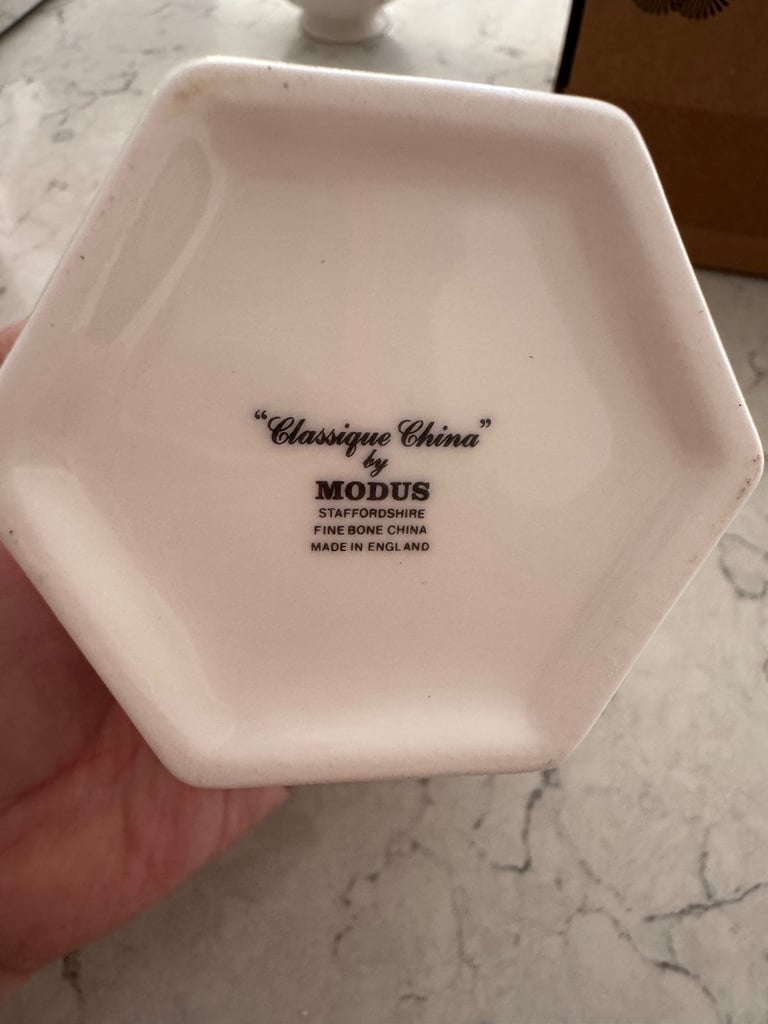 “Classique China”
by
MODUS
STAFFORDSHIRE
FINE BONE CHINA
MADE IN ENGLAND